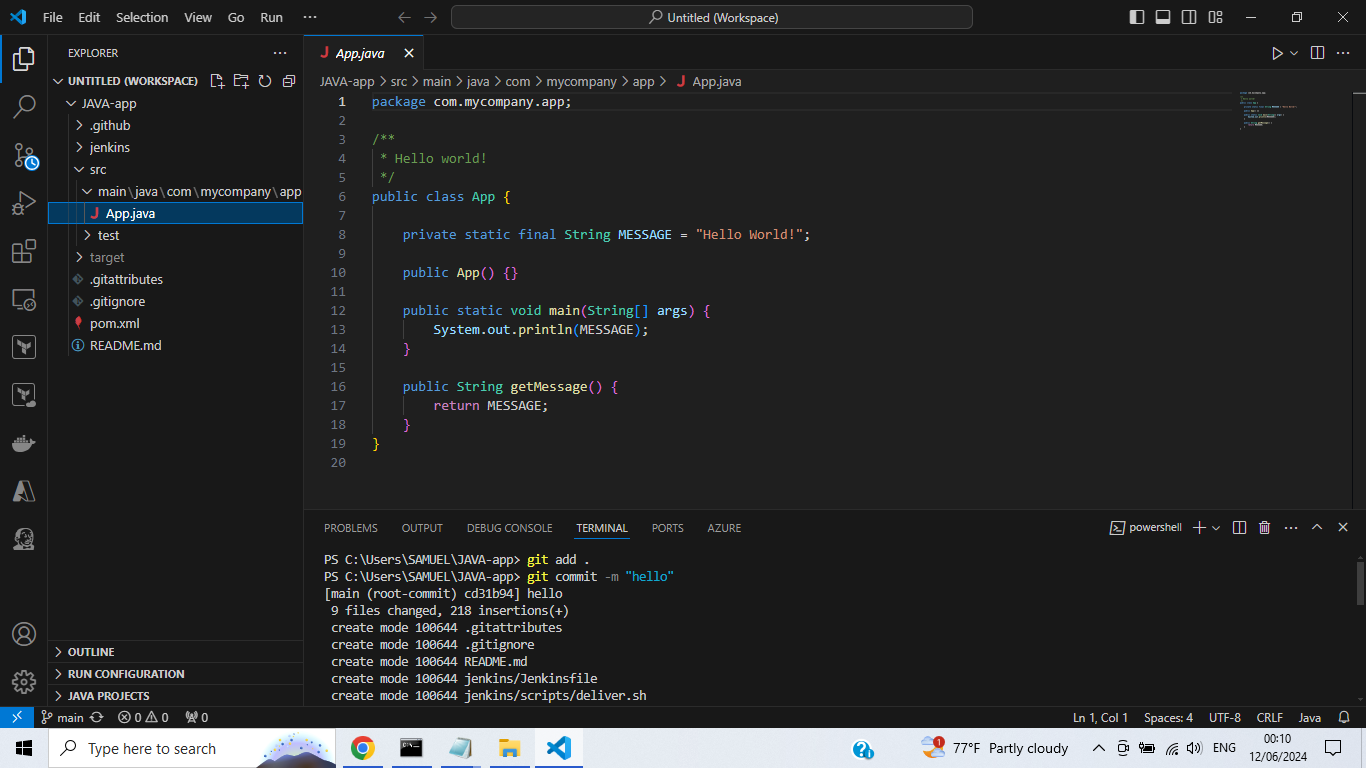 File Edit Selection View Go Run ··· Untitled (Workspace)
EXPLORER ···
UNTITLED (WORKSPACE)
JAVA-app
.github
jenkins
src
main\java\com\mycompany\app
App.java
test
target
.gitattributes
.gitignore
pom.xml
README.md
OUTLINE
RUN CONFIGURATION
JAVA PROJECTS
App.java
JAVA-app > src > main > java > com > mycompany > app > App.java
1 package com.mycompany.app;
2
3 /**
4 * Hello world!
5 */
6 public class App {
7
8 private static final String MESSAGE = "Hello World!";
9
10 public App() {}
11
12 public static void main(String[] args) {
13 System.out.println(MESSAGE);
14 }
15
16 public String getMessage() {
17 return MESSAGE;
18 }
19 }
20
PROBLEMS OUTPUT DEBUG CONSOLE TERMINAL PORTS AZURE powershell
PS C:\Users\SAMUEL\JAVA-app> git add .
PS C:\Users\SAMUEL\JAVA-app> git commit -m "hello"
[main (root-commit) cd31b94] hello
9 files changed, 218 insertions(+)
create mode 100644 .gitattributes
create mode 100644 .gitignore
create mode 100644 README.md
create mode 100644 jenkins/Jenkinsfile
create mode 100644 jenkins/scripts/deliver.sh
main 0 0 0 Ln 1, Col 1 Spaces: 4 UTF-8 CRLF Java
Type here to search 1 77°F Partly cloudy ENG 00:10
12/06/2024